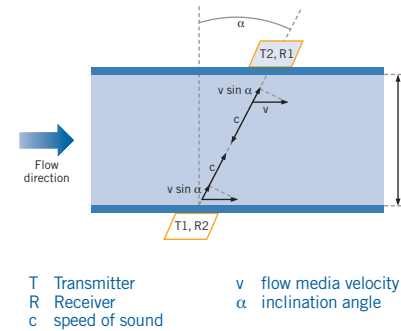 α
T2, R1
v sin α
v
c
Flow
direction
c
v sin α
T1, R2
T Transmitter
R Receiver
c speed of sound
v flow media velocity
α inclination angle